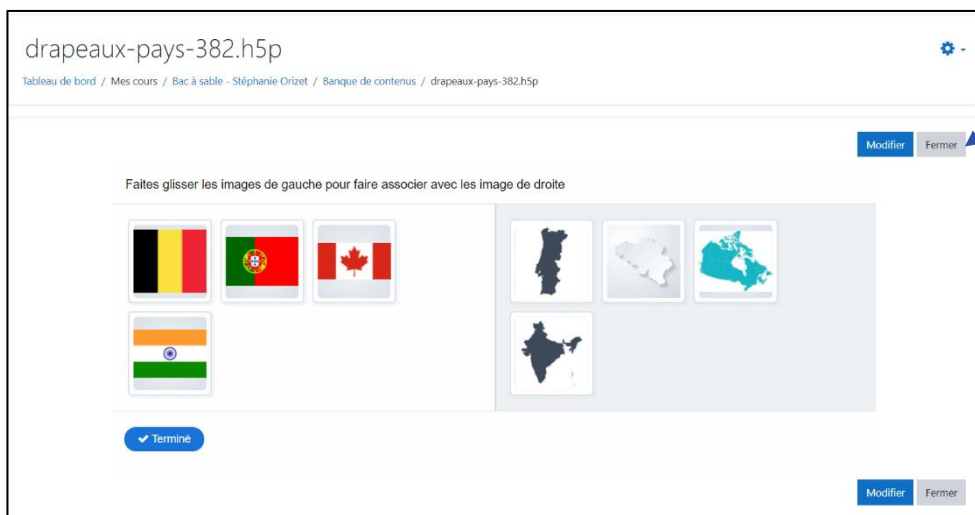 drapeaux-pays-382.h5p
Tableau de bord / Mes cours / Bac à sable - Stéphanie Orizet / Banque de contenus / drapeaux-pays-382.h5p
Modifier Fermer
Faites glisser les images de gauche pour faire associer avec les image de droite
Terminé
Modifier Fermer